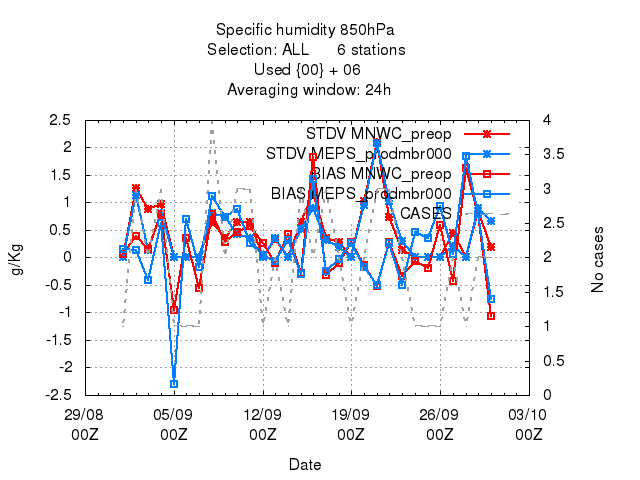 Specific humidity 850hPa
Selection: ALL 6 stations
Used {00} + 06
Averaging window: 24h
STDV MNWC_preop
STDV MEPS_prodmbr000
BIAS MNWC_preop
BIAS MEPS_prodmbr000
CASES
g/Kg
2.5
2
1.5
1
0.5
0
-0.5
-1
-1.5
-2
-2.5
No cases
4
3.5
3
2.5
2
1.5
1
0.5
0
29/08 05/09 12/09 19/09 26/09 03/10
00Z 00Z 00Z 00Z 00Z 00Z
Date